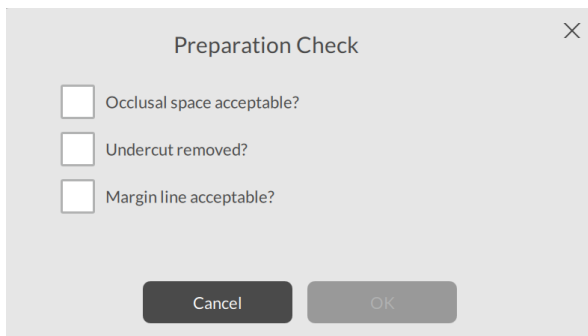 Preparation Check
Occlusal space acceptable?
Undercut removed?
Margin line acceptable?
Cancel
OK